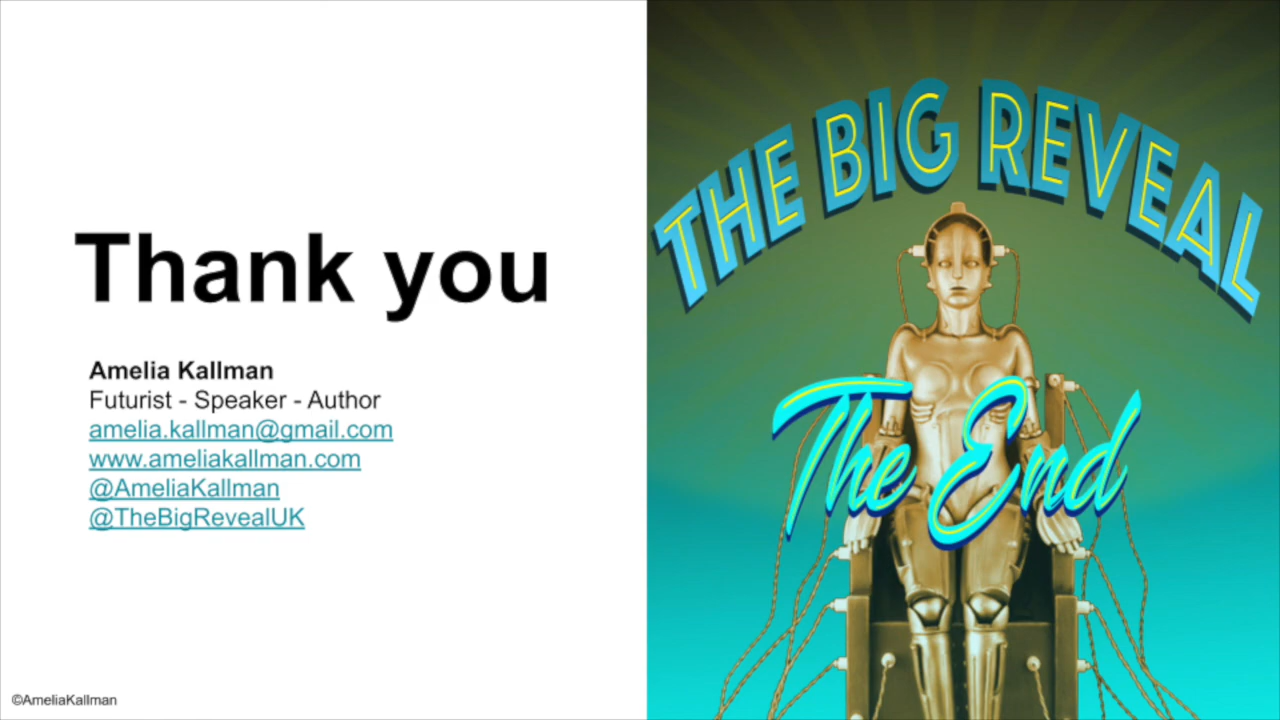 Thank you
Amelia Kallman
Futurist - Speaker - Author
amelia.kallman@gmail.com
www.ameliakallman.com
@AmeliaKallman
@TheBigRevealUK
©AmeliaKallman
THE BIG REVEAL
The End